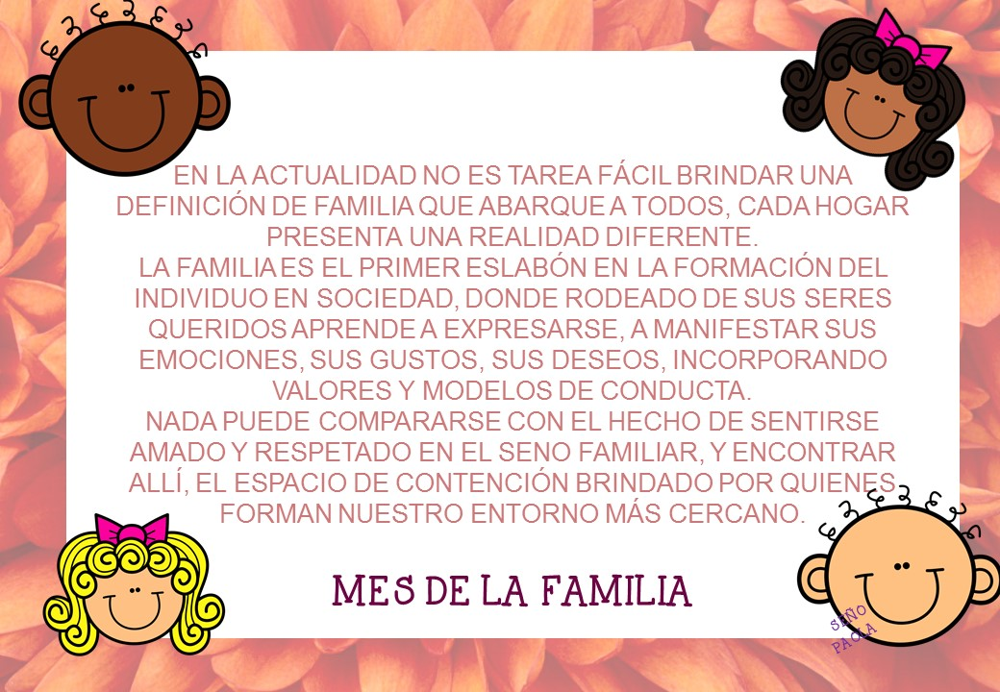 EN LA ACTUALIDAD NO ES TAREA FÁCIL BRINDAR UNA
DEFINICIÓN DE FAMILIA QUE ABARQUE A TODOS, CADA HOGAR
PRESENTA UNA REALIDAD DIFERENTE.
LA FAMILIA ES EL PRIMER ESLABÓN EN LA FORMACIÓN DEL
INDIVIDUO EN SOCIEDAD, DONDE RODEADO DE SUS SERES
QUERIDOS APRENDE A EXPRESARSE, A MANIFESTAR SUS
EMOCIONES, SUS GUSTOS, SUS DESEOS, INCORPORANDO
VALORES Y MODELOS DE CONDUCTA.
NADA PUEDE COMPARARSE CON EL HECHO DE SENTIRSE
AMADO Y RESPETADO EN EL SENO FAMILIAR, Y ENCONTRAR
ALLÍ, EL ESPACIO DE CONTENCIÓN BRINDADO POR QUIENES
FORMAN NUESTRO ENTORNO MÁS CERCANO.
MES DE LA FAMILIA
SEÑO
PAOLA